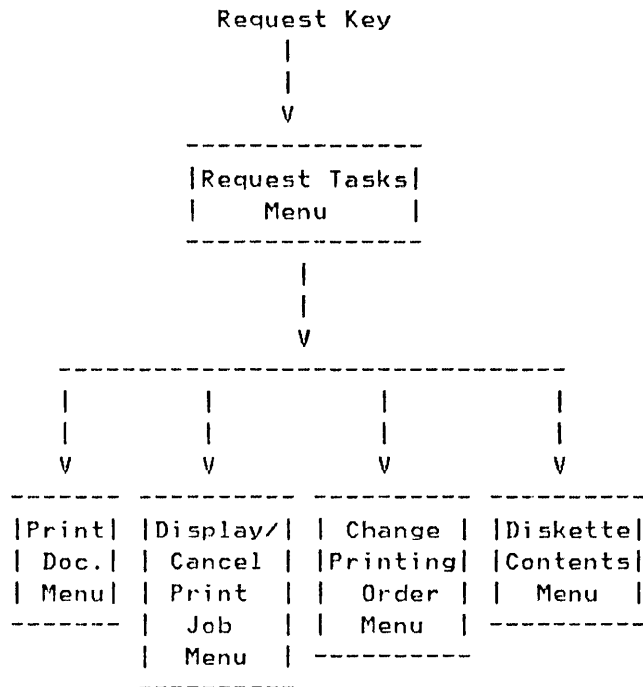 Request Key
Request Tasks
Menu
Print
Doc.
Menu
Display/
Cancel
Print
Job
Menu
Change
Printing
Order
Menu
Diskette
Contents
Menu